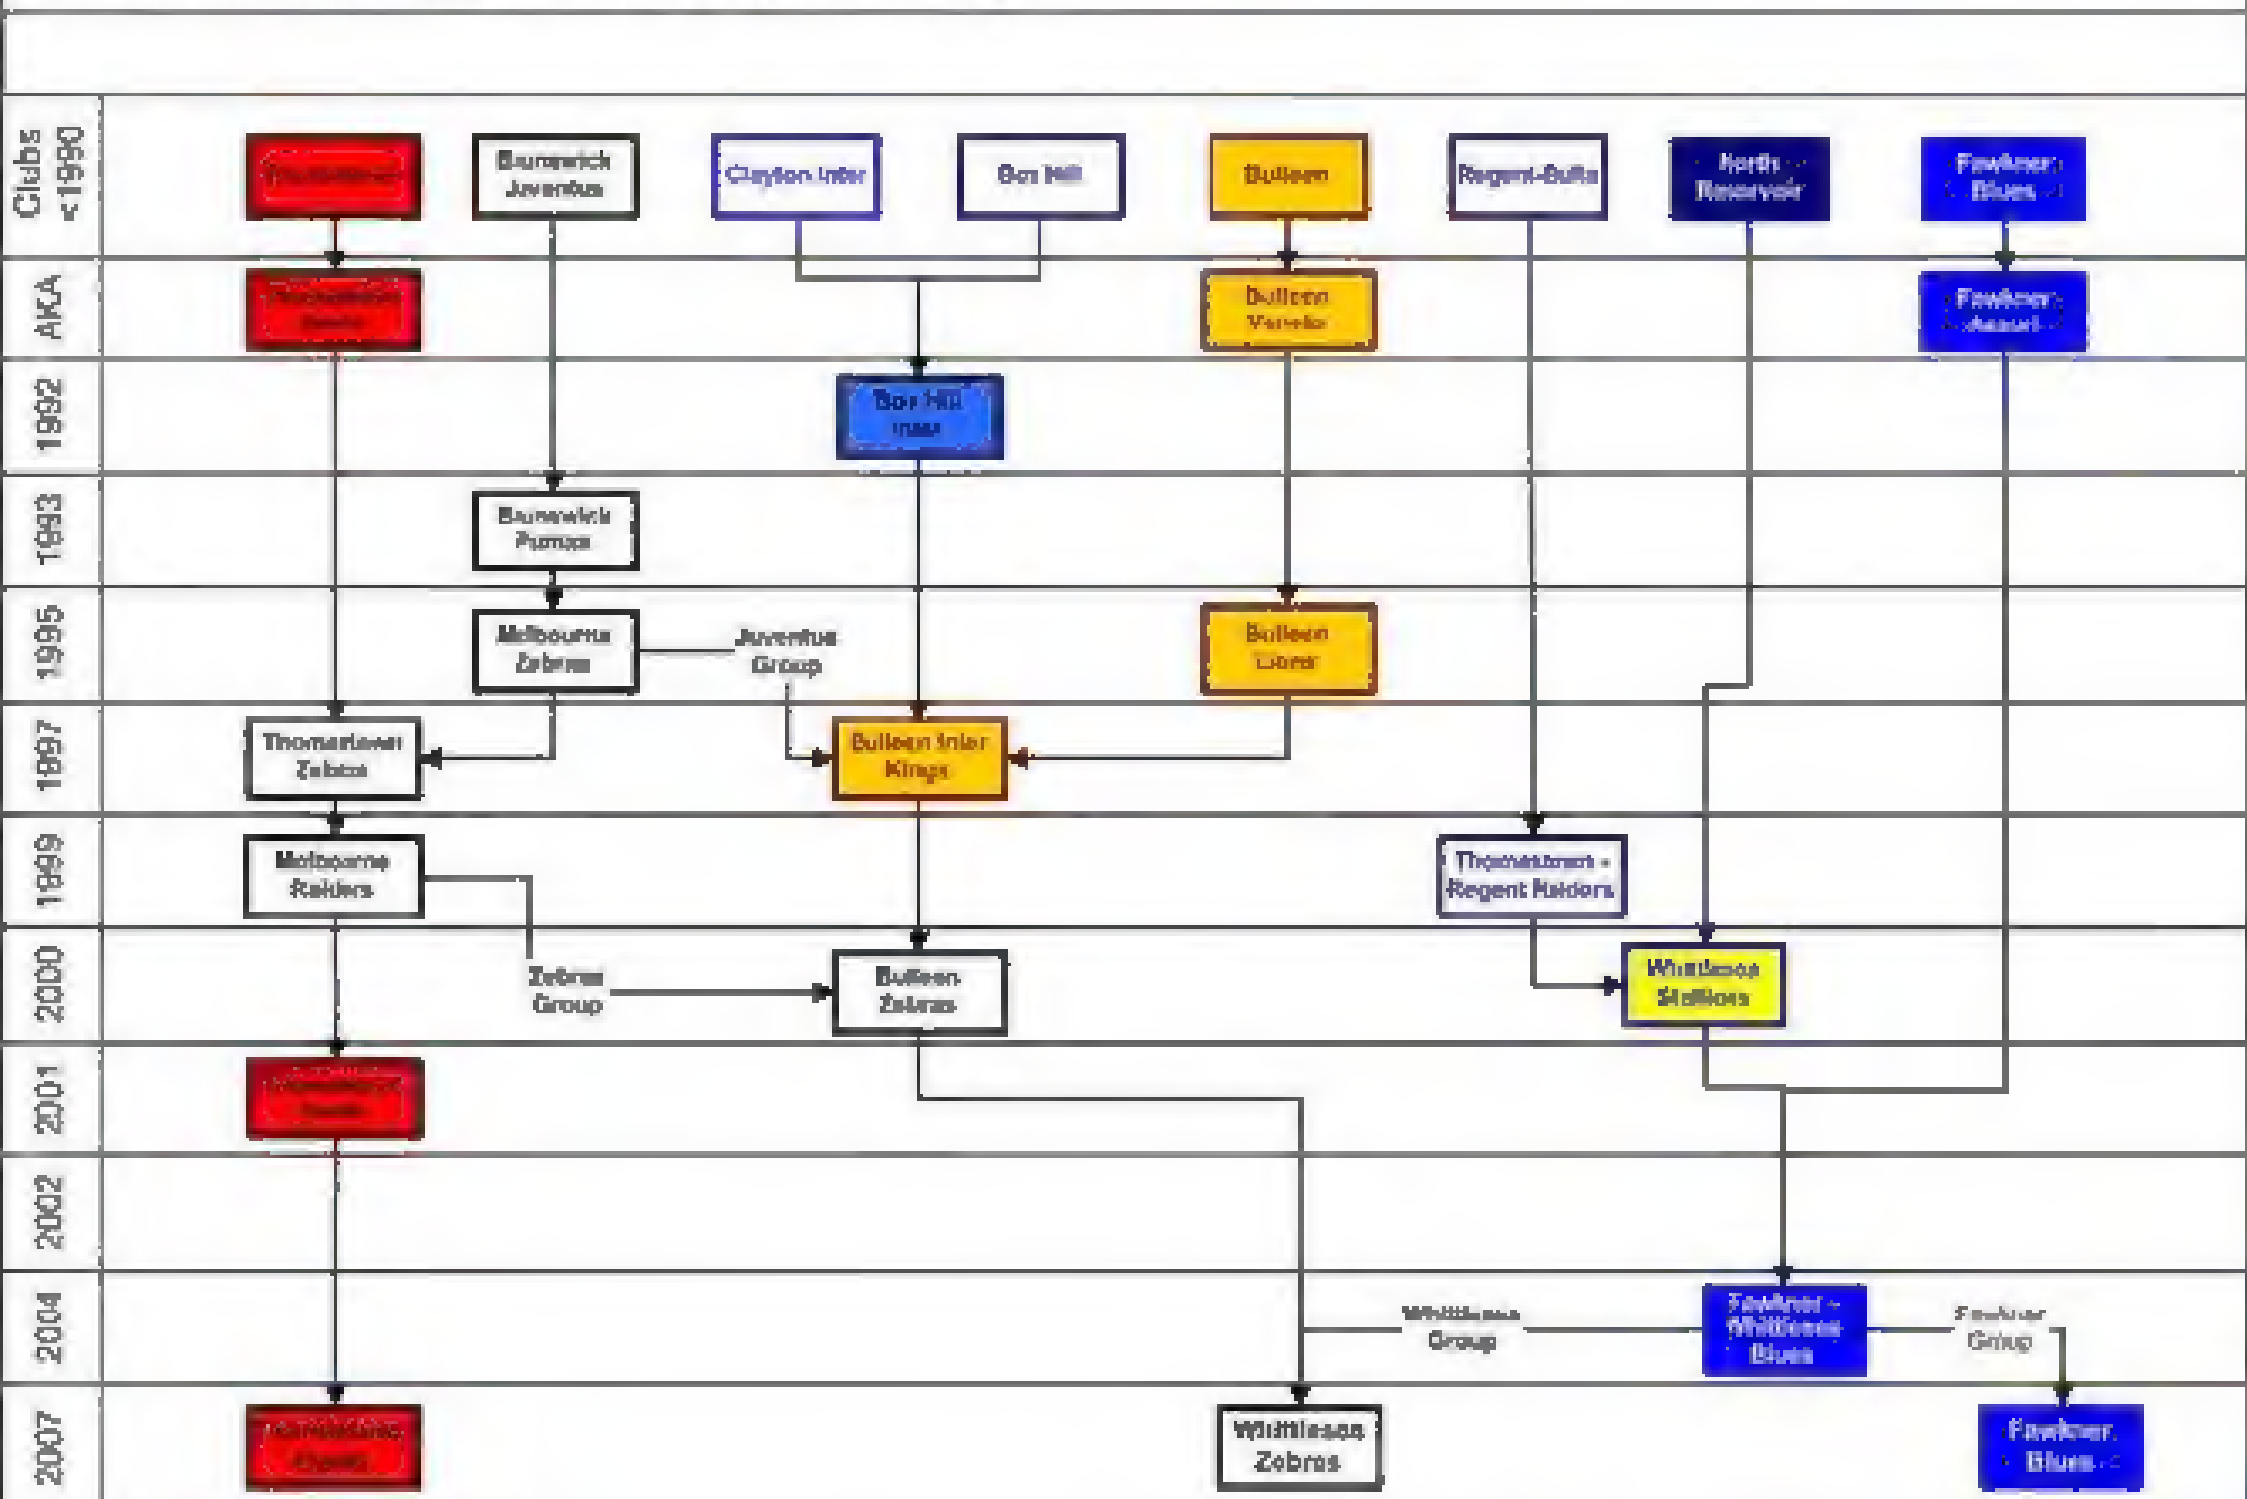 Clubs
<1990
Brunswick
Juventus
Clayton Inter
Box Hill
Bulleen
North
Reservoir
Fawkner
Blues
AKA
Bulleen
Fawkner
1992
Box Hill
Inter
1993
Brunswick
Pumas
1995
Melbourne
Zebras
Juventus
Group
Bulleen
1997
Thomastown
Zebras
Bulleen Inter
Kings
1999
Melbourne
Raiders
Thomastown -
Regent Raiders
2000
Zebras
Group
Bulleen
Zebras
Whittlesea
Stallions
2001
2002
2004
Whittlesea
Group
Fawkner -
Whittlesea
Blues
Fawkner
Group
2007
Whittlesea
Zebras
Fawkner
Blues